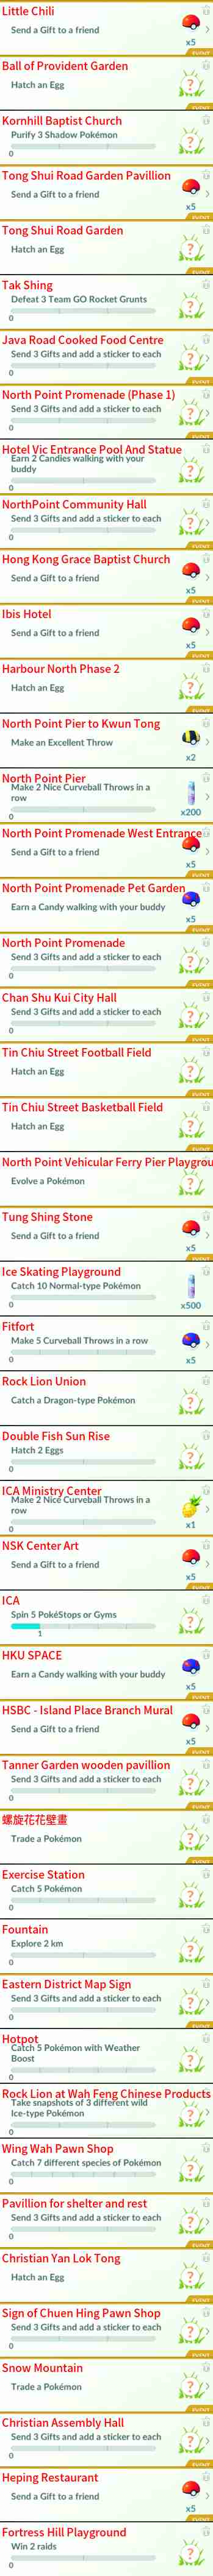 Little Chili
Send a Gift to a friend
x5
EVENT
Ball of Provident Garden
Hatch an Egg
?
EVENT
Kornhill Baptist Church
Purify 3 Shadow Pokémon
?
0
Tong Shui Road Garden Pavillion
Send a Gift to a friend
x5
EVENT
Tong Shui Road Garden
Hatch an Egg
?
Tak Shing
Defeat 3 Team GO Rocket Grunts
?
0
Java Road Cooked Food Centre
Send 3 Gifts and add a sticker to each
?
0
EVENT
North Point Promenade (Phase 1)
Send 3 Gifts and add a sticker to each
?
0
EVENT
Hotel Vic Entrance Pool And Statue
Earn 2 Candies walking with your
buddy
?
0
NorthPoint Community Hall
Send 3 Gifts and add a sticker to each
?
0
EVENT
Hong Kong Grace Baptist Church
Send a Gift to a friend
x5
EVENT
Ibis Hotel
Send a Gift to a friend
x5
EVENT
Harbour North Phase 2
Hatch an Egg
?
EVENT
North Point Pier to Kwun Tong
Make an Excellent Throw
x2
North Point Pier
Make 2 Nice Curveball Throws in a
row
x200
0
North Point Promenade West Entrance
Send a Gift to a friend
x5
EVENT
North Point Promenade Pet Garden
Earn a Candy walking with your buddy
x5
EVENT
North Point Promenade
Send 3 Gifts and add a sticker to each
?
0
EVENT
Chan Shu Kui City Hall
Send 3 Gifts and add a sticker to each
?
0
EVENT
Tin Chiu Street Football Field
Hatch an Egg
?
EVENT
Tin Chiu Street Basketball Field
Hatch an Egg
?
EVENT
North Point Vehicular Ferry Pier Playgrou
Evolve a Pokémon
?
EVENT
Tung Shing Stone
Send a Gift to a friend
x5
EVENT
Ice Skating Playground
Catch 10 Normal-type Pokémon
x500
0
Fitfort
Make 5 Curveball Throws in a row
x5
0
Rock Lion Union
Catch a Dragon-type Pokémon
?
Double Fish Sun Rise
Hatch 2 Eggs
?
0
ICA Ministry Center
Make 2 Nice Curveball Throws in a
row
x1
0
NSK Center Art
Send a Gift to a friend
x5
EVENT
ICA
Spin 5 PokéStops or Gyms
?
1
HKU SPACE
Earn a Candy walking with your buddy
x5
EVENT
HSBC - Island Place Branch Mural
Send a Gift to a friend
x5
EVENT
Tanner Garden wooden pavillion
Send 3 Gifts and add a sticker to each
?
0
EVENT
螺旋花花壁畫
Trade a Pokémon
?
Exercise Station
Catch 5 Pokémon
?
0
Fountain
Explore 2 km
?
0
Eastern District Map Sign
Send 3 Gifts and add a sticker to each
?
0
EVENT
Hotpot
Catch 5 Pokémon with Weather
Boost
?
0
Rock Lion at Wah Feng Chinese Products
Take snapshots of 3 different wild
Ice-type Pokémon
?
0
Wing Wah Pawn Shop
Catch 7 different species of Pokémon
?
0
Pavillion for shelter and rest
Send 3 Gifts and add a sticker to each
?
0
EVENT
Christian Yan Lok Tong
Hatch an Egg
?
EVENT
Sign of Chuen Hing Pawn Shop
Send 3 Gifts and add a sticker to each
?
0
EVENT
Snow Mountain
Trade a Pokémon
?
EVENT
Christian Assembly Hall
Send 3 Gifts and add a sticker to each
?
0
EVENT
Heping Restaurant
Send a Gift to a friend
x5
EVENT
Fortress Hill Playground
Win 2 raids
?
0